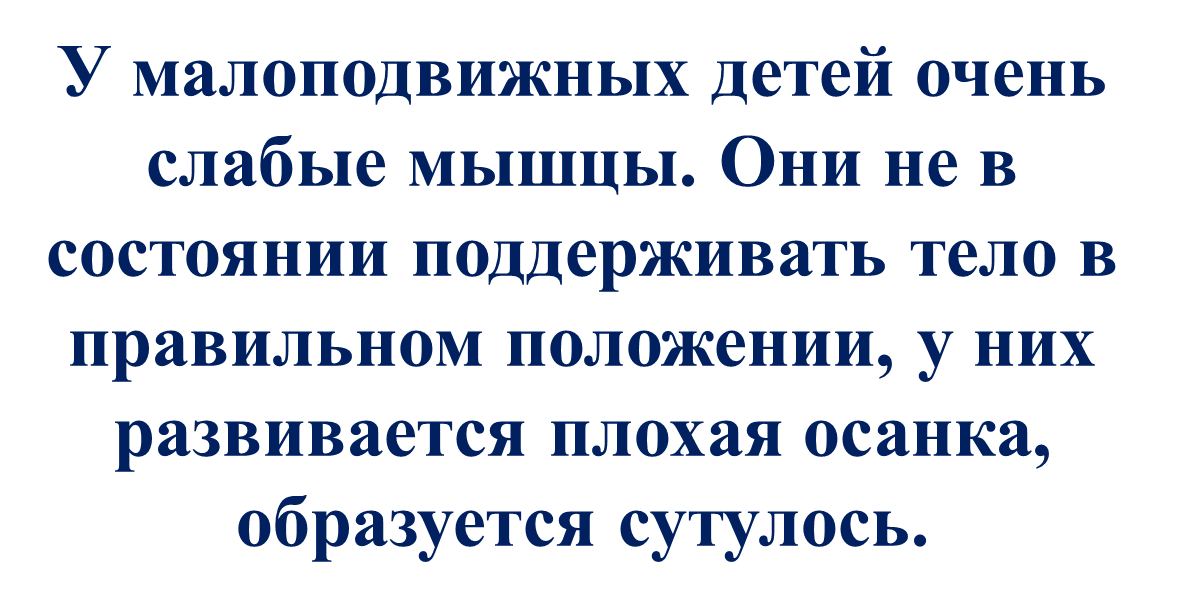 У малоподвижных детей очень
слабые мышцы. Они не в
состоянии поддерживать тело в
правильном положении, у них
развивается плохая осанка,
образуется сутулось.